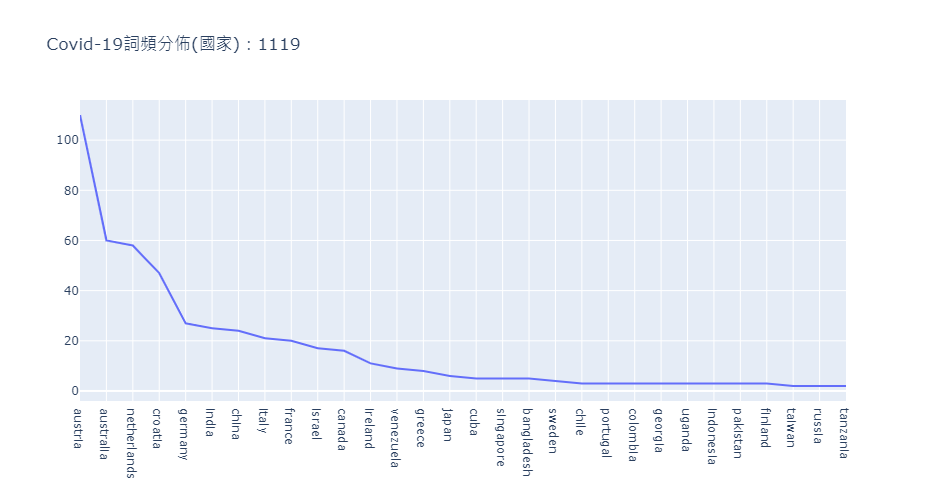 Covid-19詞頻分佈(國家) : 1119
100
80
60
40
20
0
austria
australia
netherlands
croatia
germany
india
china
italy
france
israel
canada
ireland
venezuela
greece
japan
cuba
singapore
bangladesh
sweden
chile
portugal
colombia
georgia
uganda
indonesia
pakistan
finland
taiwan
russia
tanzania